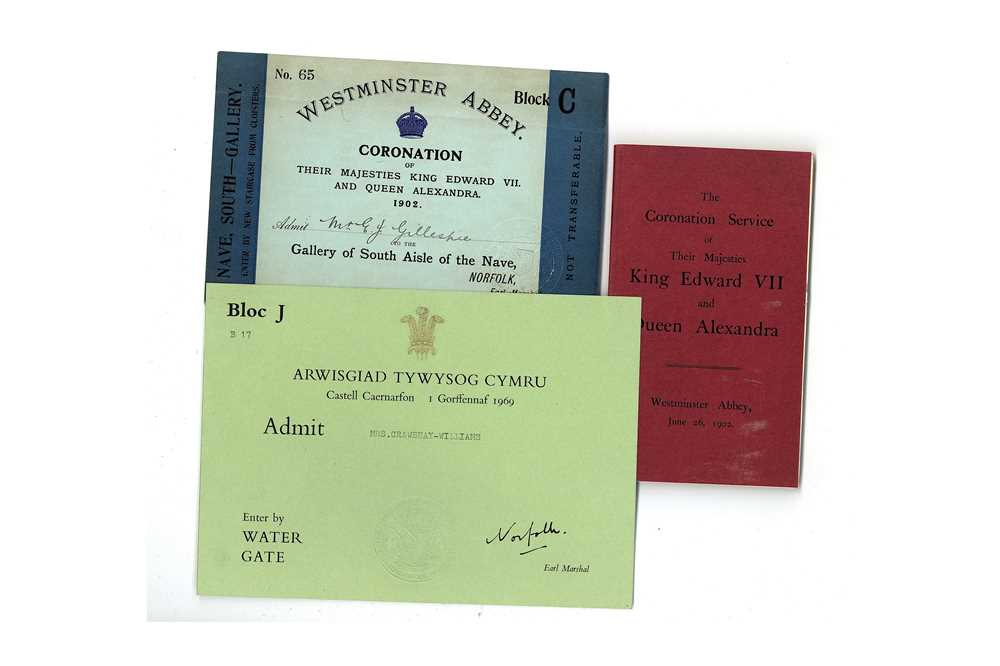 No. 65
WESTMINSTER ABBEY.
Block C
CORONATION
OF
THEIR MAJESTIES KING EDWARD VII.
AND QUEEN ALEXANDRA.
1902.
Admit Mr E J Gillespie
TO THE
Gallery of South Aisle of the Nave,
NORFOLK,
Earl
NAVE, SOUTH—GALLERY.
ENTER BY NEW STAIRCASE FROM CLOISTERS.
NOT TRANSFERABLE.
The
Coronation Service
of
Their Majesties
King Edward VII
and
Queen Alexandra
Westminster Abbey,
June 26, 1902.
Bloc J
B 17
ARWISGIAD TYWYSOG CYMRU
Castell Caernarfon 1 Gorffennaf 1969
Admit MRS.CRAWSHAY-WILLIAMS
Enter by
WATER
GATE
Norfolk.
Earl Marshal